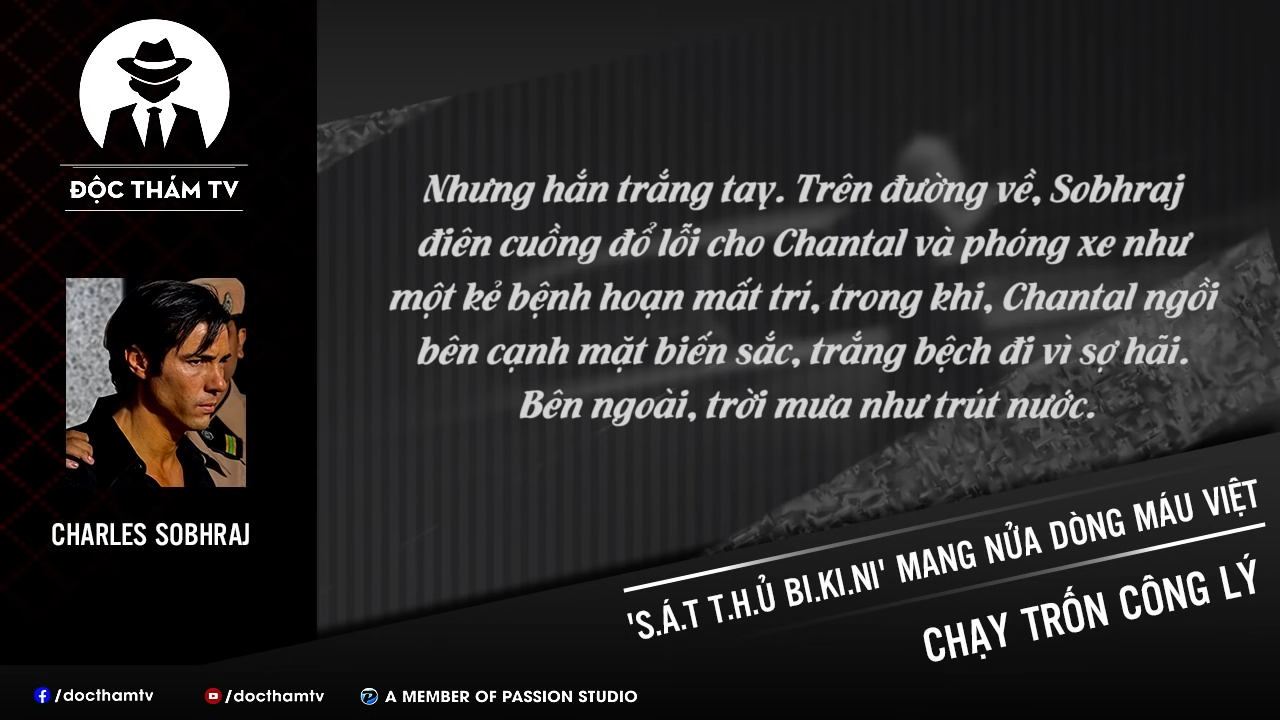 ĐỘC THÁM TV
CHARLES SOBHRAJ
Nhưng hắn trắng tay. Trên đường về, Sobhraj
điên cuồng đổ lỗi cho Chantal và phóng xe như
một kẻ bệnh hoạn mất trí, trong khi, Chantal ngồi
bên cạnh mặt biến sắc, trắng bệch đi vì sợ hãi.
Bên ngoài, trời mưa như trút nước.
'S.Á.T T.H.Ủ BI.KI.NI' MANG NỬA DÒNG MÁU VIỆT
CHẠY TRỐN CÔNG LÝ
/docthamtv
/docthamtv
A MEMBER OF PASSION STUDIO